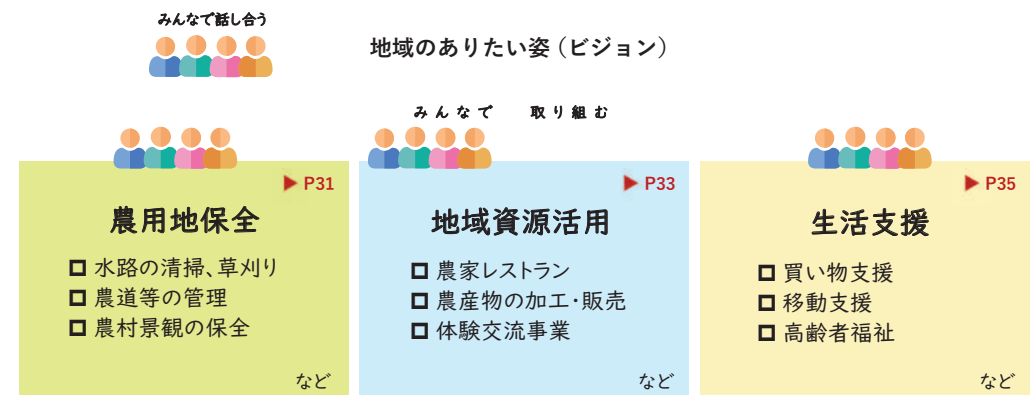 みんなで話し合う
地域のありたい姿（ビジョン）
みんなで 取り組む
▶ P31
農用地保全
水路の清掃、草刈り
農道等の管理
農村景観の保全
など
▶ P33
地域資源活用
農家レストラン
農産物の加工・販売
体験交流事業
など
▶ P35
生活支援
買い物支援
移動支援
高齢者福祉
など